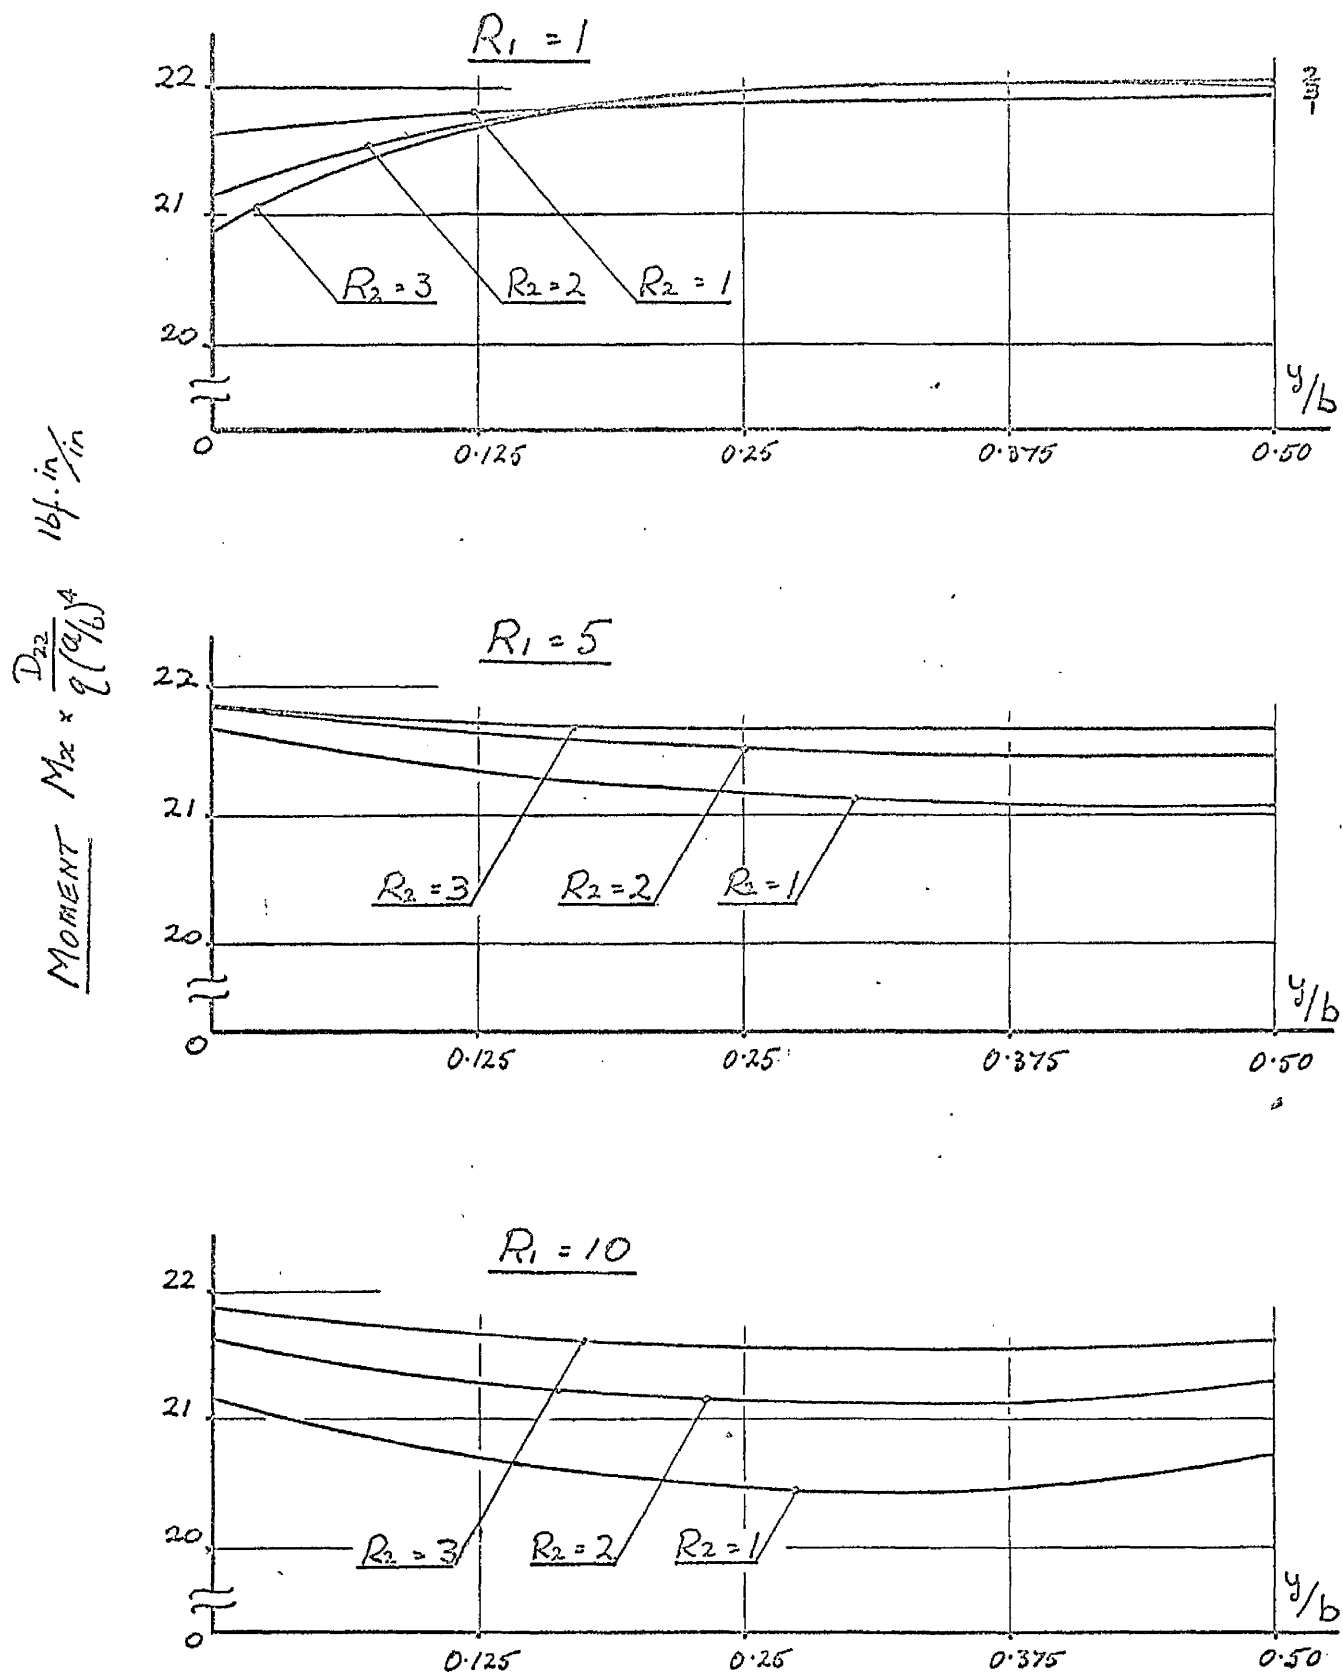 R₁ = 1
22
2
3
1
21
R₂ = 3
R₂ = 2
R₂ = 1
20
y/b
0
0.125
0.25
0.375
0.50
MOMENT Mx × D₂₂ / q(a/b)⁴ lbf.in/in
R₁ = 5
22
21
R₂ = 3
R₂ = 2
R₂ = 1
20
y/b
0
0.125
0.25
0.375
0.50
R₁ = 10
22
21
20
R₂ = 3
R₂ = 2
R₂ = 1
y/b
0
0.125
0.25
0.375
0.50